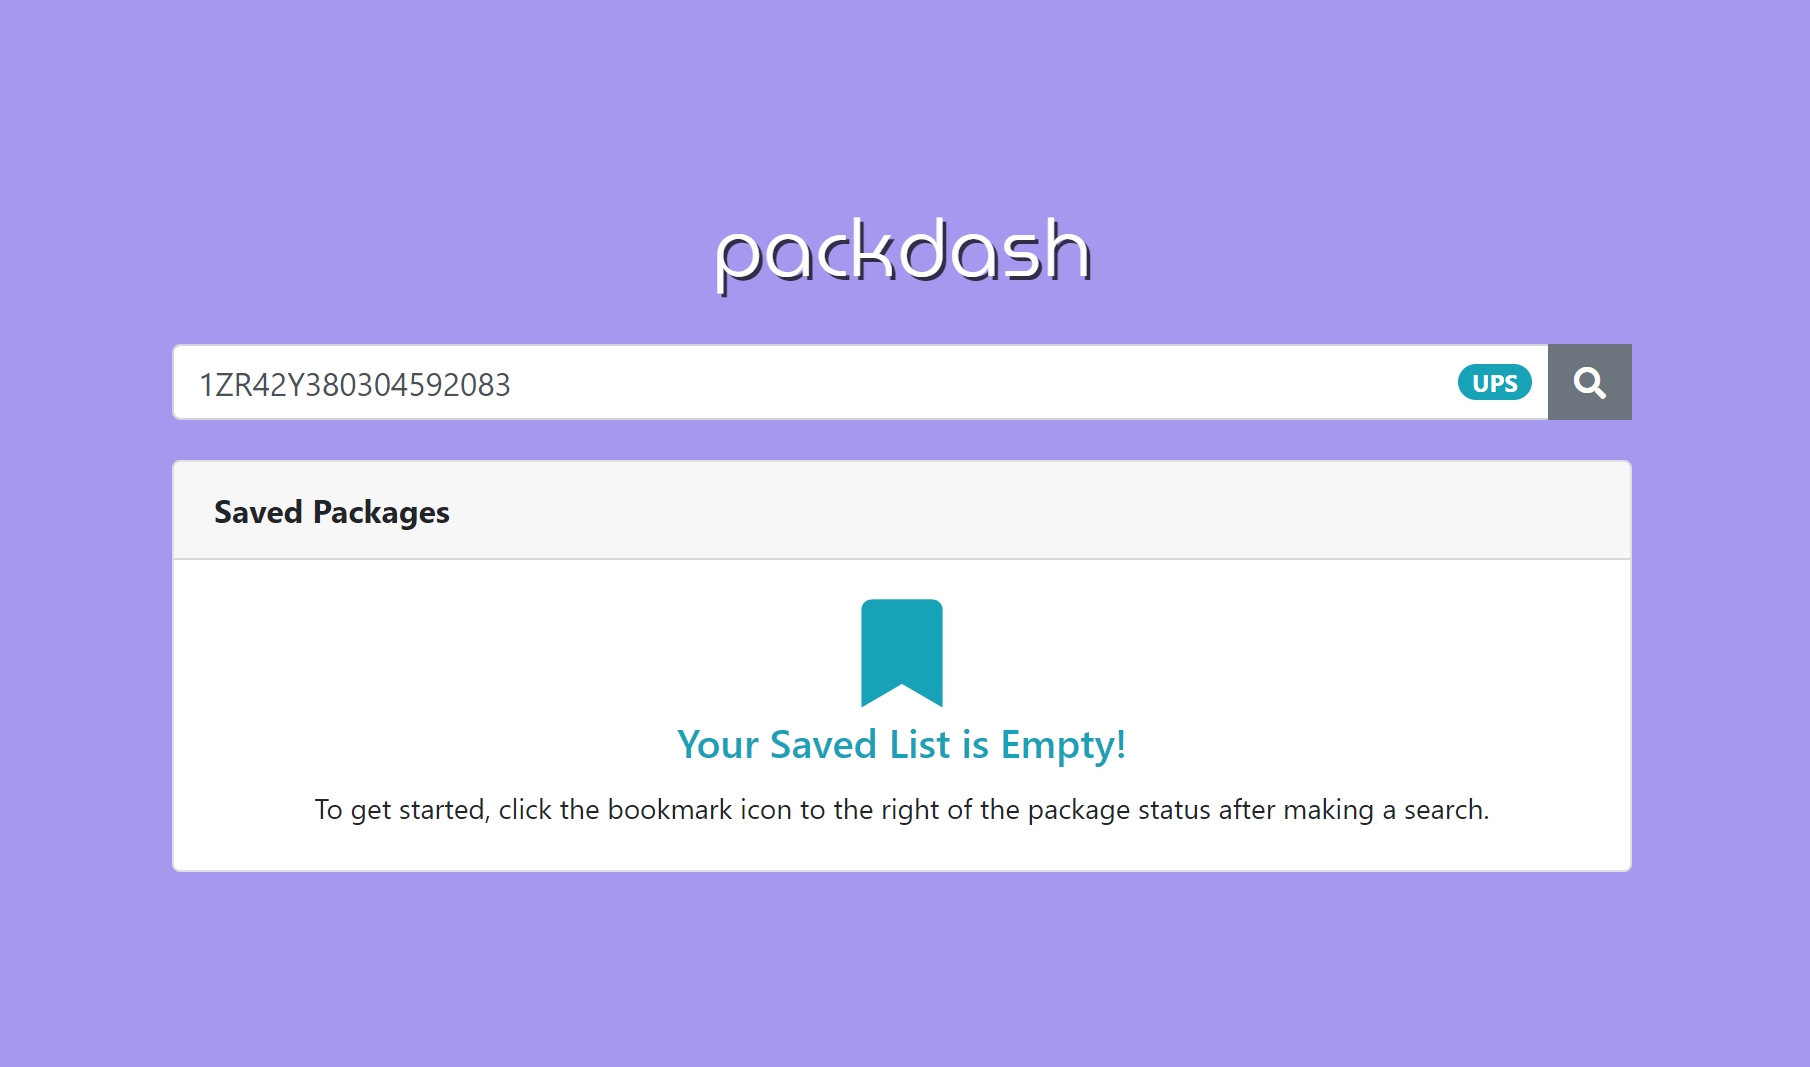 packdash
1ZR42Y380304592083
UPS
Saved Packages
Your Saved List is Empty!
To get started, click the bookmark icon to the right of the package status after making a search.